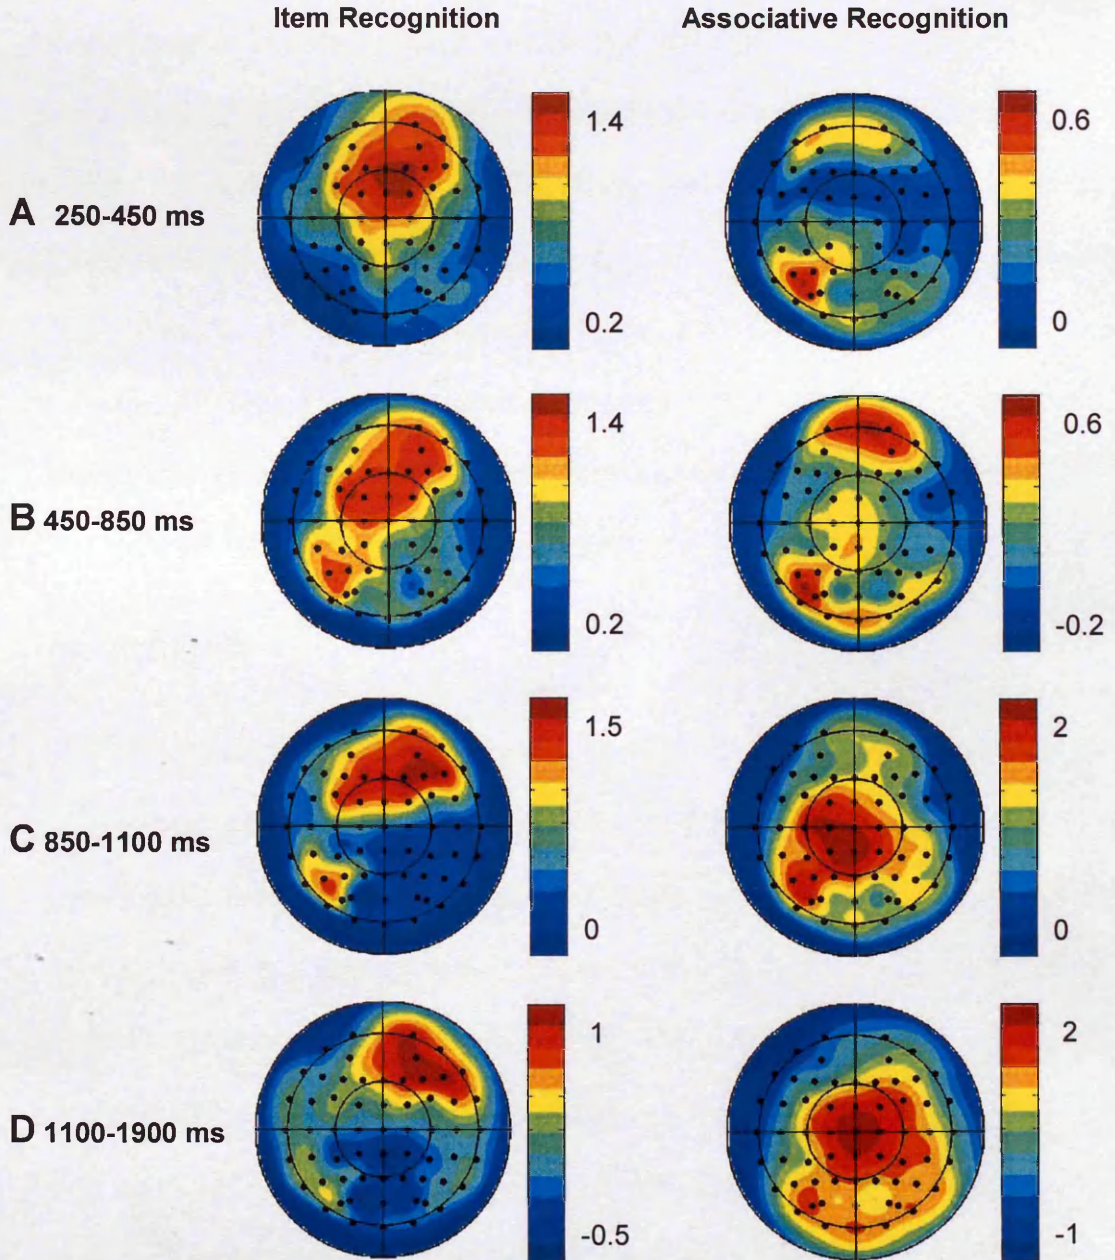 Item Recognition Associative Recognition
1.4 0.6
A 250-450 ms
0.2 0
1.4 0.6
B 450-850 ms
0.2 -0.2
1.5 2
C 850-1100 ms
0 0
1 2
D 1100-1900 ms
-0.5 -1